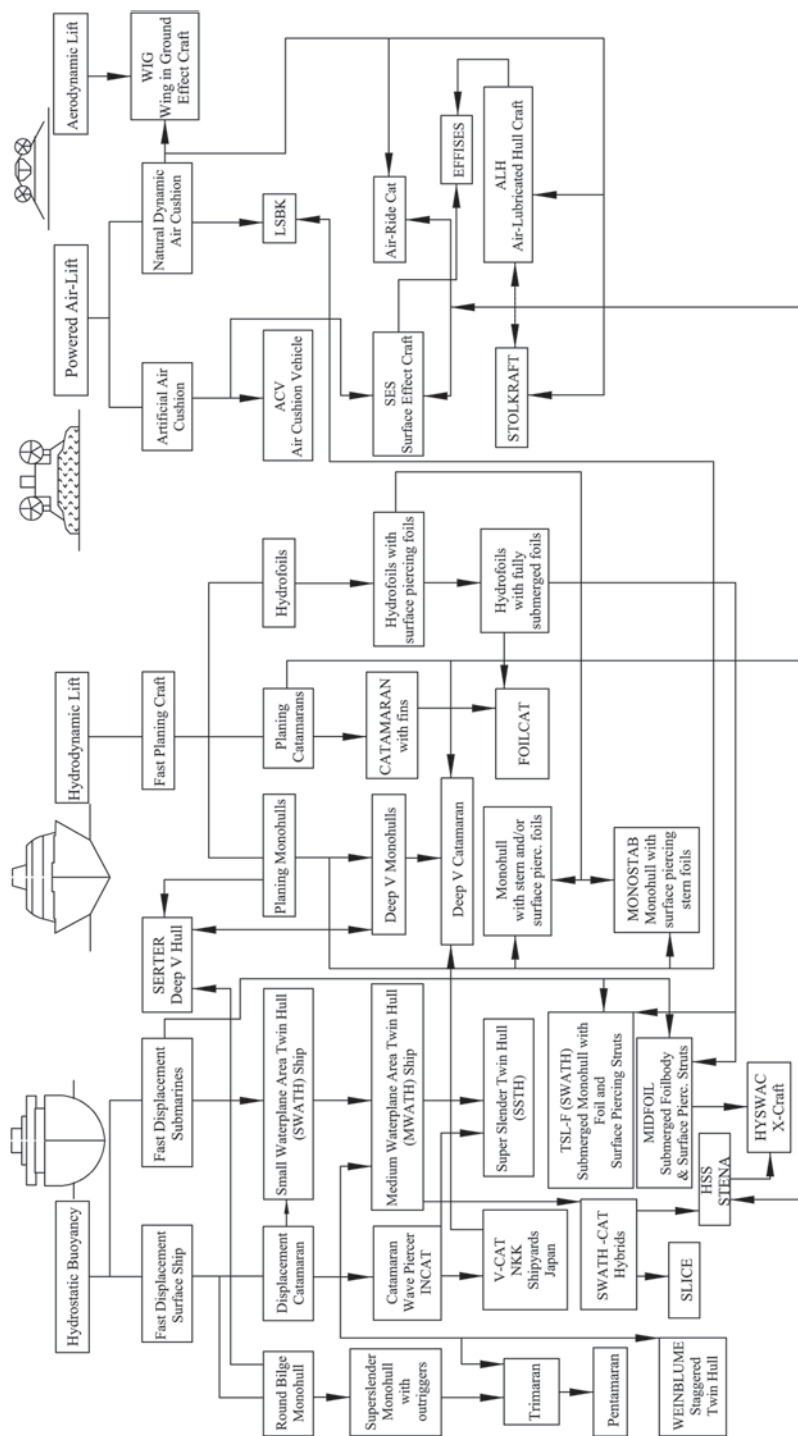 Hydrostatic Buoyancy
Hydrodynamic Lift
Powered Air-Lift
Aerodynamic Lift
Fast Displacement
Surface Ship
Fast Displacement
Submarines
SERTER
Deep V Hull
Fast Planing Craft
Artificial Air
Cushion
Natural Dynamic
Air Cushion
WIG
Wing in Ground
Effect Craft
Round Bilge
Monohull
Displacement
Catamaran
Small Waterplane Area Twin Hull
(SWATH) Ship
Planing Monohulls
Planing
Catamarans
Hydrofoils
ACV
Air Cushion Vehicle
LSBK
Superslender
Monohull
with
outriggers
Catamaran
Wave Piercer
INCAT
Medium Waterplane Area Twin Hull
(MWATH) Ship
Deep V Monohulls
CATAMARAN
with fins
Hydrofoils with
surface piercing foils
SES
Surface Effect Craft
Air-Ride Cat
EFFISES
Trimaran
V-CAT
NKK
Shipyards
Japan
Super Slender Twin Hull
(SSTH)
Deep V Catamaran
Monohull
with stern and/or
surface pierc. foils
FOILCAT
Hydrofoils
with fully
submerged foils
STOLKRAFT
ALH
Air-Lubricated Hull Craft
Pentamaran
SWATH -CAT
Hybrids
TSL-F (SWATH)
Submerged Monohull with
Foil and
Surface Piercing Struts
MONOSTAB
Monohull with
surface piercing
stern foils
WEINBLUME
Staggered
Twin Hull
SLICE
HSS
STENA
MIDFOIL
Submerged Foilbody
& Surface Pierc. Struts
HYSWAC
X-Craft